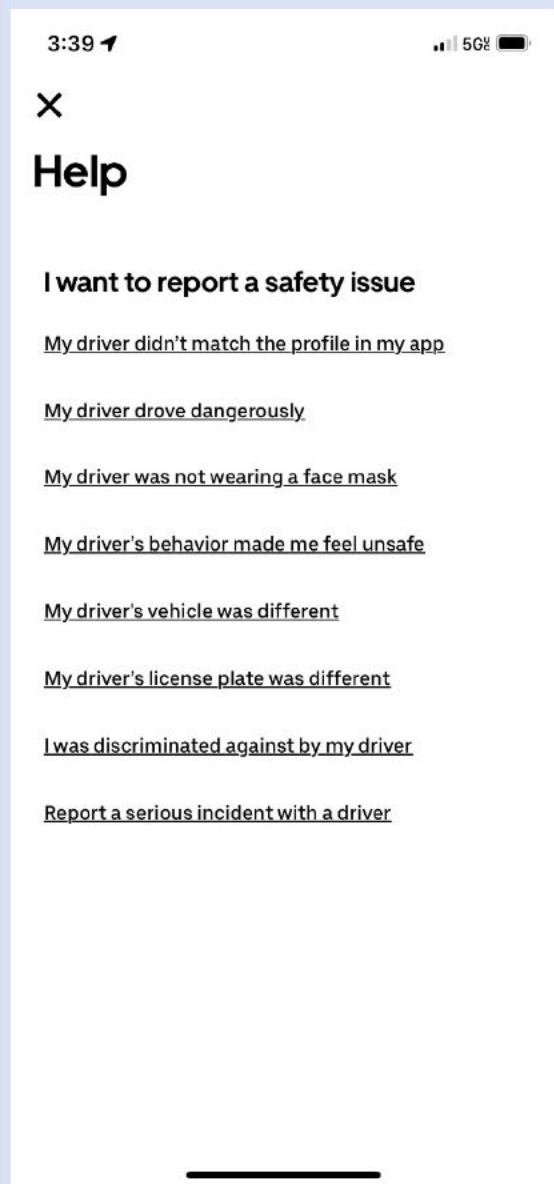 3:39 5G
Help
I want to report a safety issue
My driver didn't match the profile in my app
My driver drove dangerously
My driver was not wearing a face mask
My driver's behavior made me feel unsafe
My driver's vehicle was different
My driver's license plate was different
I was discriminated against by my driver
Report a serious incident with a driver